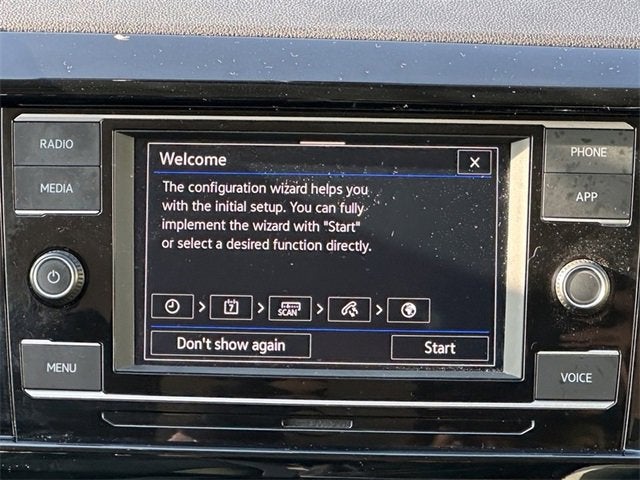 RADIO
MEDIA
MENU
Welcome
X
The configuration wizard helps you
with the initial setup. You can fully
implement the wizard with "Start"
or select a desired function directly.
> 7 > SCAN > >
Don't show again
Start
PHONE
APP
VOICE